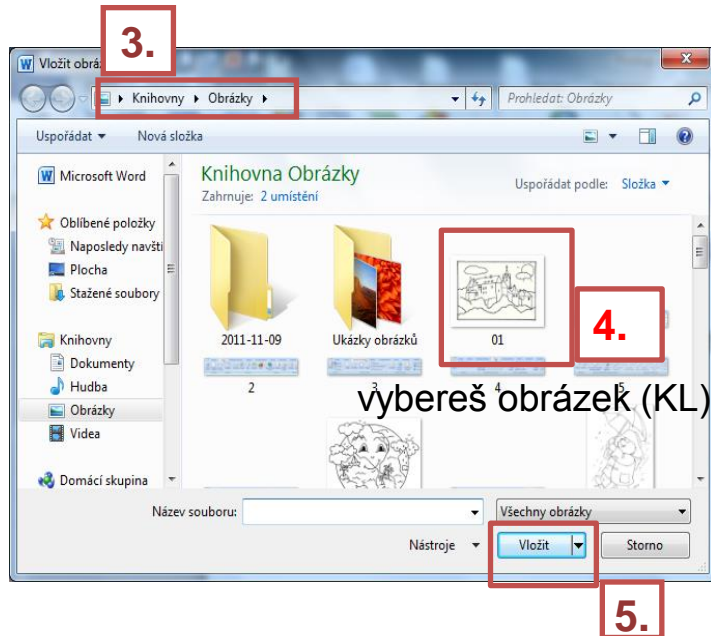 3.
Vložit obrá
Knihovny Obrázky
Prohledat: Obrázky
Uspořádat Nová složka
Microsoft Word
Oblíbené položky
Naposledy navšti
Plocha
Stažené soubory
Knihovny
Dokumenty
Hudba
Obrázky
Videa
Domácí skupina
Knihovna Obrázky
Zahrnuje: 2 umístění
Uspořádat podle: Složka
2011-11-09
Ukázky obrázků
01
4.
2
3
4
5
vybereš obrázek (KL)
Název souboru:
Všechny obrázky
Nástroje
Vložit
Storno
5.